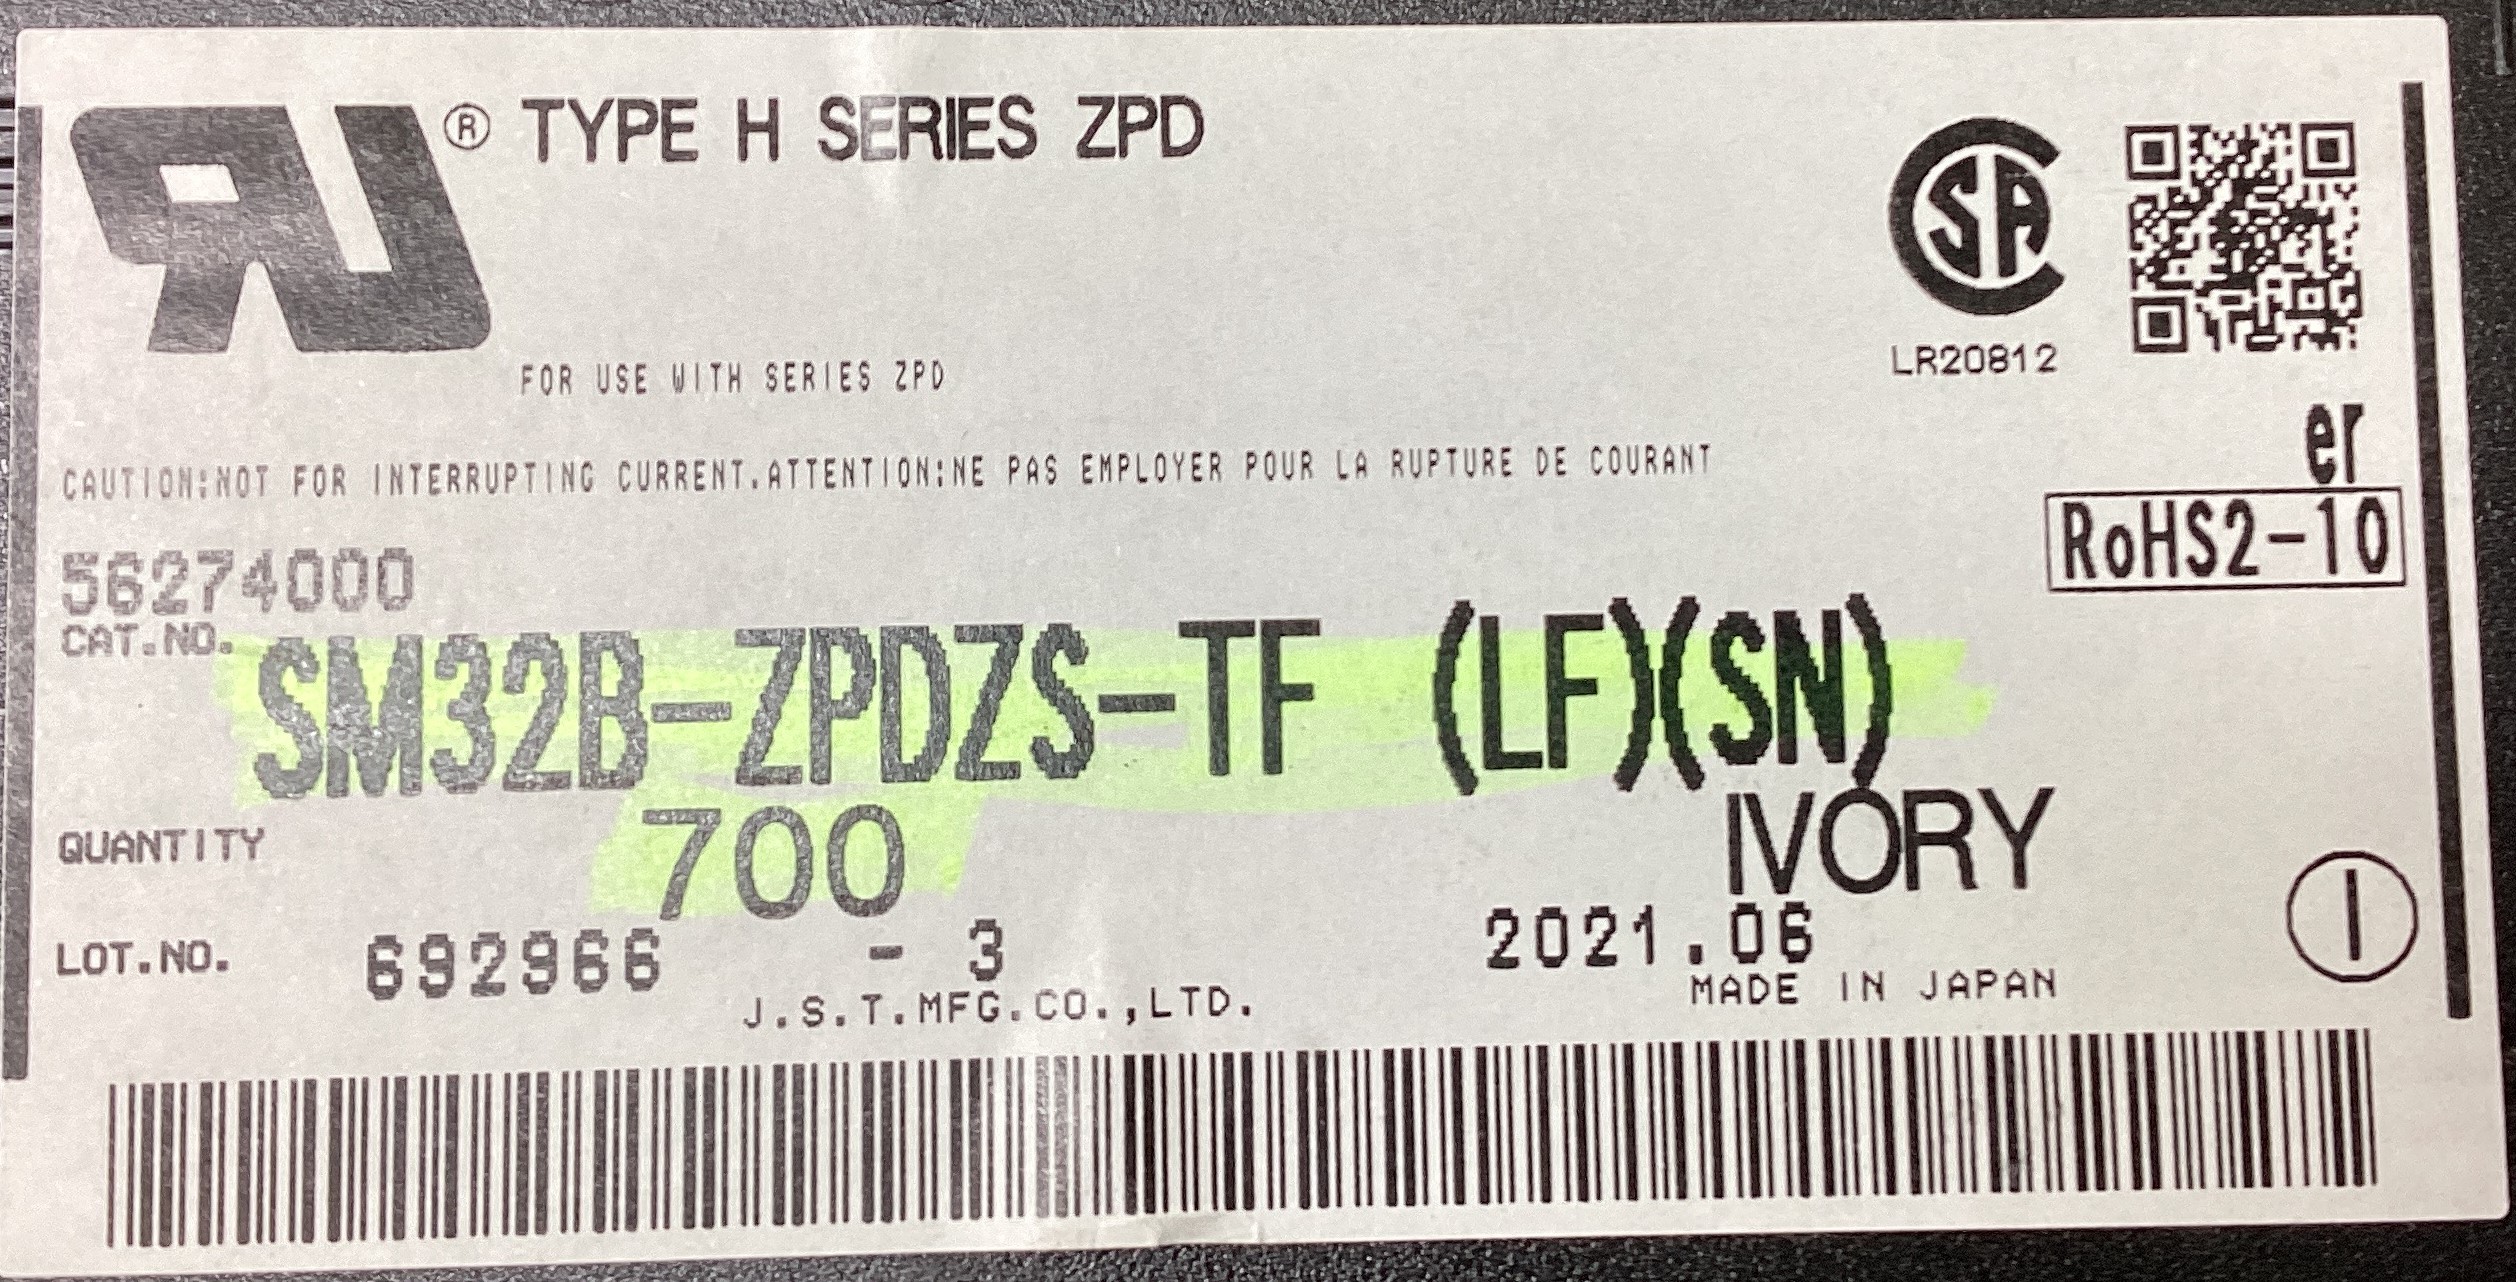 ® TYPE H SERIES ZPD
SA
LR20812
FOR USE WITH SERIES ZPD
er
CAUTION:NOT FOR INTERRUPTING CURRENT.ATTENTION:NE PAS EMPLOYER POUR LA RUPTURE DE COURANT
RoHS2-10
56274000
CAT.NO. SM32B-ZPDZS-TF (LF)(SN)
QUANTITY 700 IVORY
LOT.NO. 692966 - 3 2021.06
J.S.T.MFG.CO.,LTD. MADE IN JAPAN